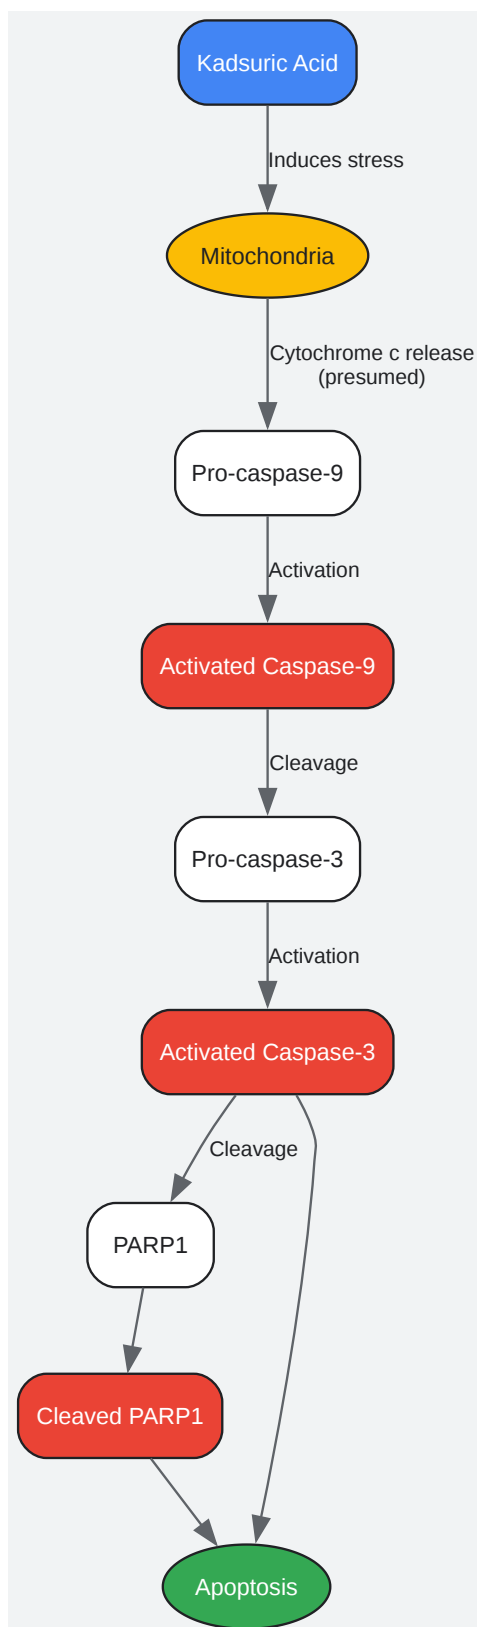 Kadsuric Acid
Induces stress
Mitochondria
Cytochrome c release
(presumed)
Pro-caspase-9
Activation
Activated Caspase-9
Cleavage
Pro-caspase-3
Activation
Activated Caspase-3
Cleavage
PARP1
Cleaved PARP1
Apoptosis